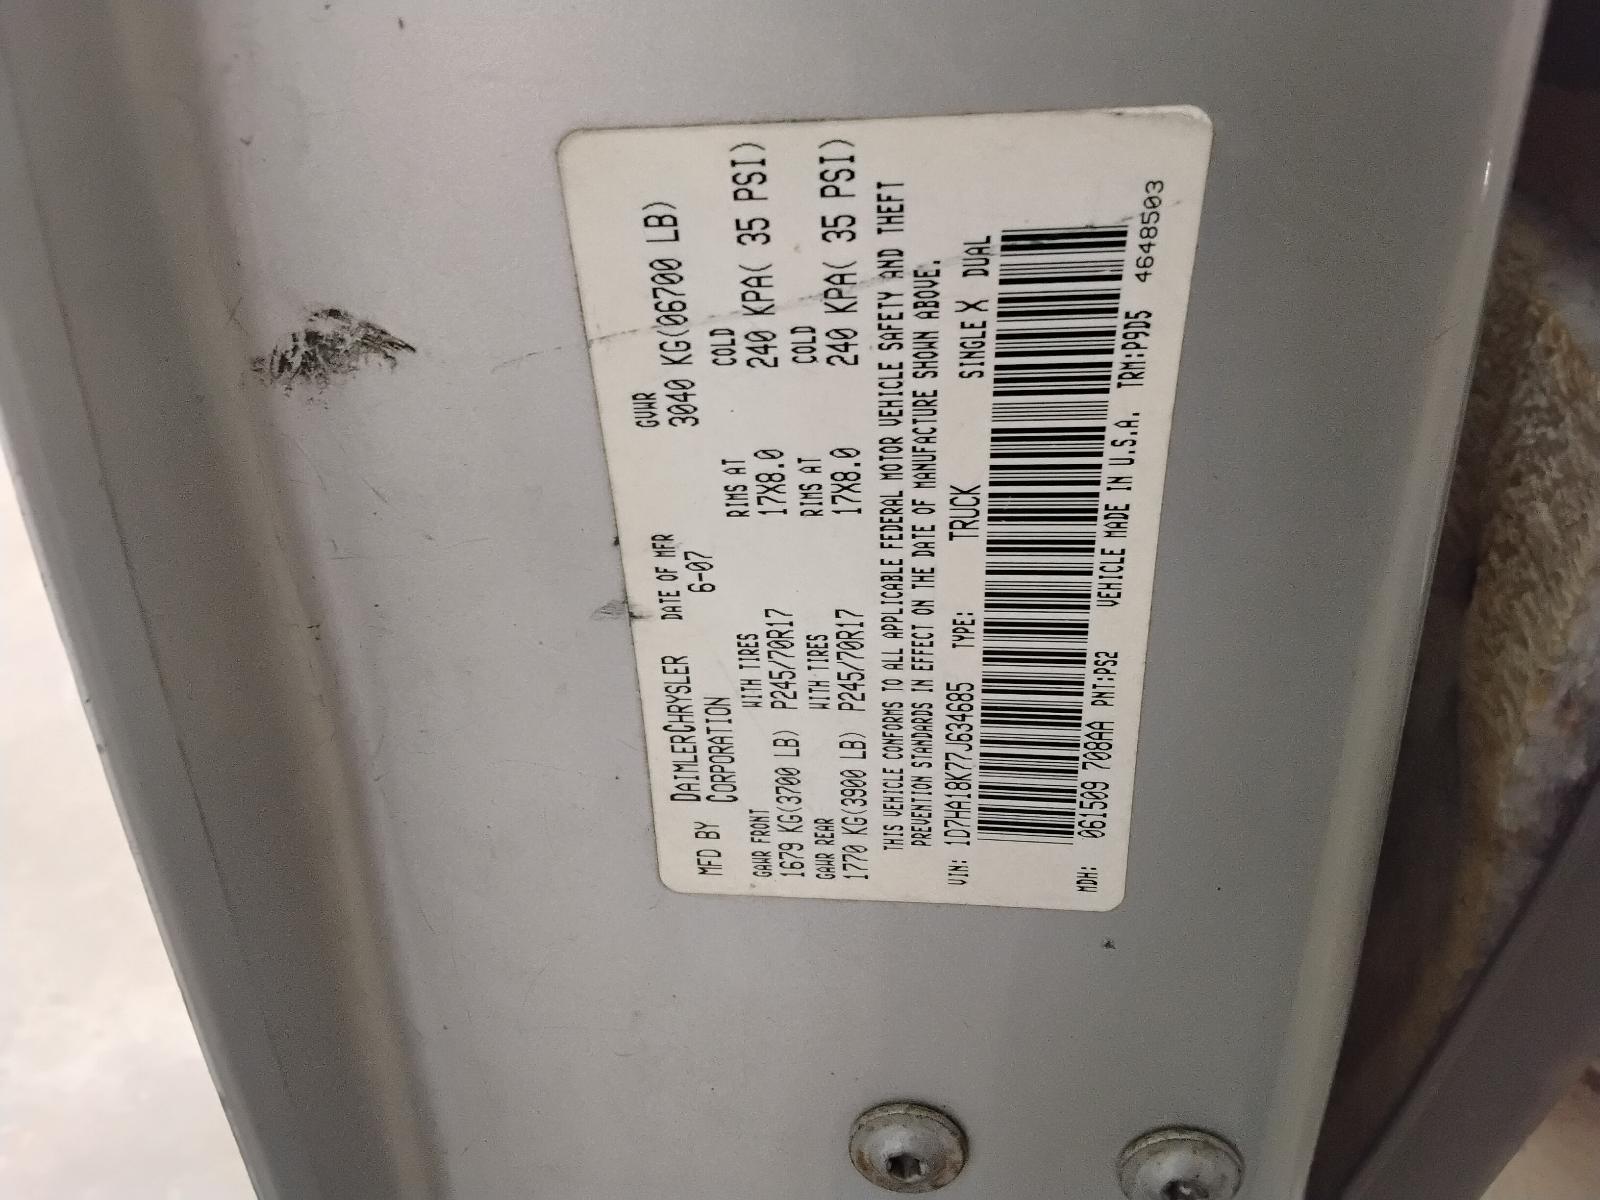 MFD BY DAIMLERCHRYSLER CORPORATION DATE OF MFR 6-07 GVWR 3040 KG(06700 LB)
GAWR FRONT WITH TIRES RIMS AT COLD
1679 KG(3700 LB) P245/70R17 17X8.0 240 KPA( 35 PSI)
GAWR REAR WITH TIRES RIMS AT COLD
1770 KG(3900 LB) P245/70R17 17X8.0 240 KPA( 35 PSI)
THIS VEHICLE CONFORMS TO ALL APPLICABLE FEDERAL MOTOR VEHICLE SAFETY AND THEFT
PREVENTION STANDARDS IN EFFECT ON THE DATE OF MANUFACTURE SHOWN ABOVE.
VIN: 1D7HA18K77J634685 TYPE: TRUCK SINGLE X DUAL
MDH: 061509 708AA PNT:PS2 VEHICLE MADE IN U.S.A. TRM:P9D5 4648503